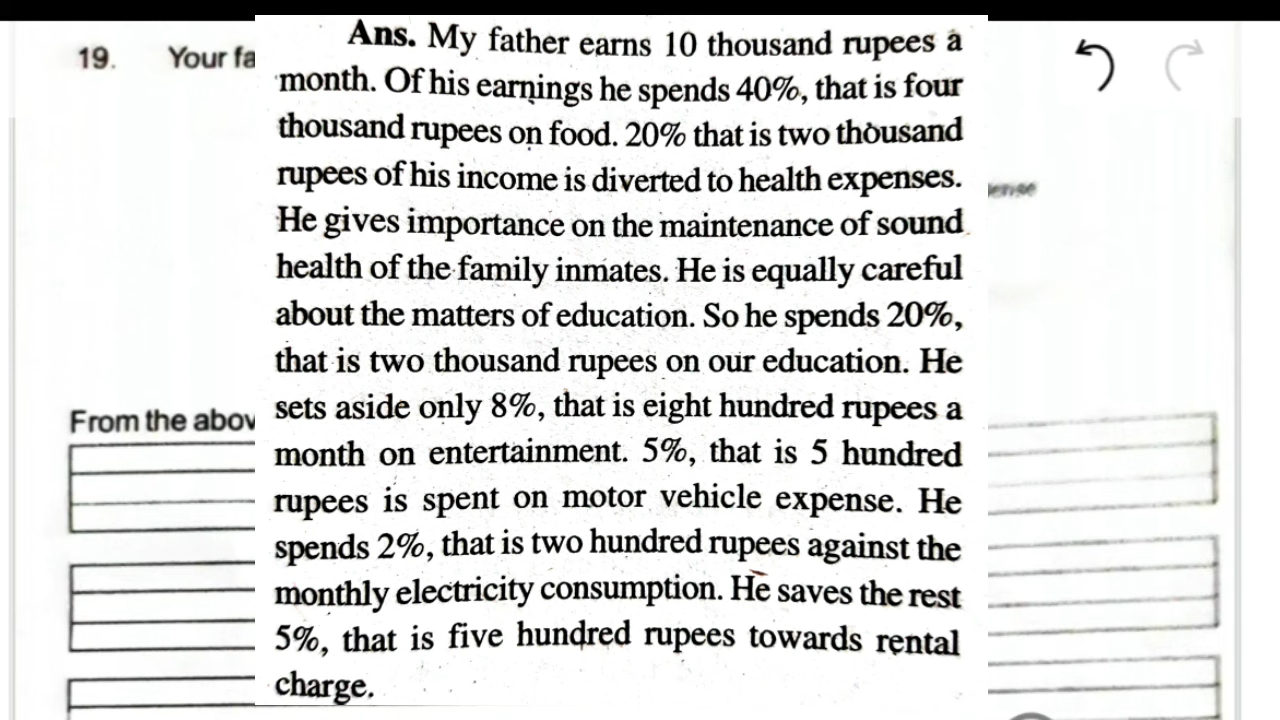 19. Your fa
Ans. My father earns 10 thousand rupees a
month. Of his earnings he spends 40%, that is four
thousand rupees on food. 20% that is two thousand
rupees of his income is diverted to health expenses.
He gives importance on the maintenance of sound
health of the family inmates. He is equally careful
about the matters of education. So he spends 20%,
that is two thousand rupees on our education. He
sets aside only 8%, that is eight hundred rupees a
month on entertainment. 5%, that is 5 hundred
rupees is spent on motor vehicle expense. He
spends 2%, that is two hundred rupees against the
monthly electricity consumption. He saves the rest
5%, that is five hundred rupees towards rental
charge.
From the abov